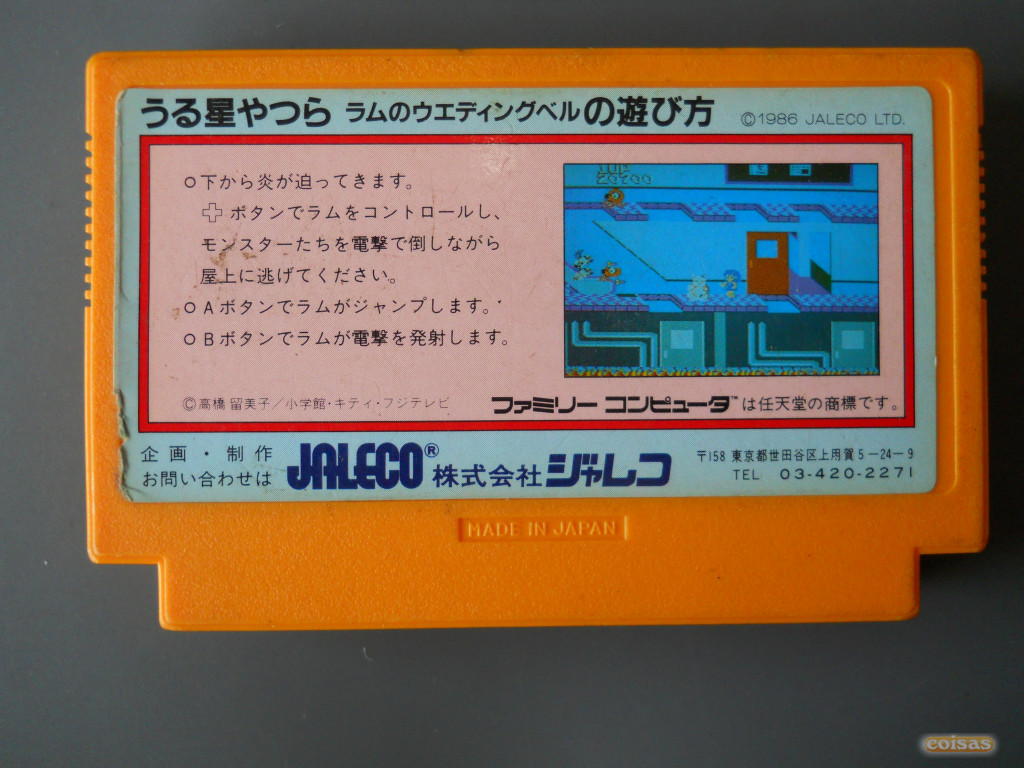 うる星やつら ラムのウエディングベルの遊び方 ©1986 JALECO LTD.
○下から炎が迫ってきます。
ボタンでラムをコントロールし、
モンスターたちを電撃で倒しながら
屋上に逃げてください。
○Aボタンでラムがジャンプします。
○Bボタンでラムが電撃を発射します。
©高橋留美子/小学館・キティ・フジテレビ
ファミリーコンピュータ™は任天堂の商標です。
企画・制作
お問い合わせは
JALECO® 株式会社ジャレコ
〒158 東京都世田谷区上用賀5-24-9
TEL 03-420-2271
MADE IN JAPAN
coisas